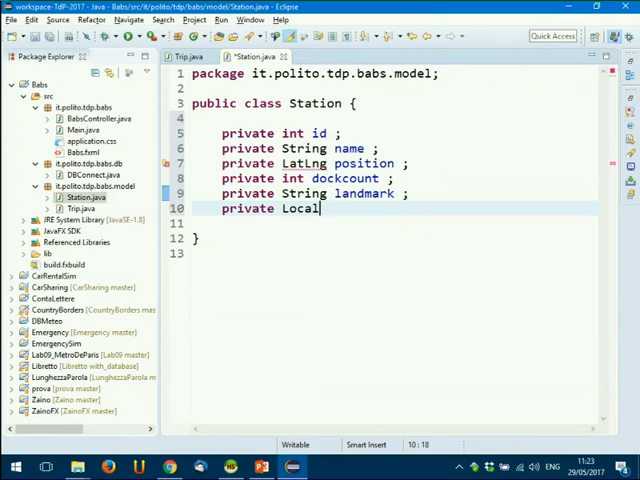 workspace-TdP-2017 - Java - Babs/src/it/polito/tdp/babs/model/Station.java - Eclipse
File Edit Source Refactor Navigate Search Project Run Window Help
Quick Access
Package Explorer
Trip.java
*Station.java
Babs
src
it.polito.tdp.babs
BabsController.java
Main.java
application.css
Babs.fxml
it.polito.tdp.babs.db
DBConnect.java
it.polito.tdp.babs.model
Station.java
Trip.java
JRE System Library [JavaSE-1.8]
JavaFX SDK
Referenced Libraries
lib
build.fxbuild
CarRentalSim
CarSharing [CarSharing master]
ContaLettere
CountryBorders [CountryBorders master]
DBMeteo
Emergency [Emergency master]
EmergencySim
Lab09_MetroDeParis [Lab09 master]
Libretto [Libretto with_database]
LunghezzaParola [LunghezzaParola master]
prova [prova master]
Zaino [Zaino master]
ZainoFX [ZainoFX master]
1 package it.polito.tdp.babs.model;
2
3 public class Station {
4
5 private int id ;
6 private String name ;
7 private LatLng position ;
8 private int dockcount ;
9 private String landmark ;
10 private Local
11
12 }
13
Writable
Smart Insert
10 : 18
ENG
11:23
29/05/2017